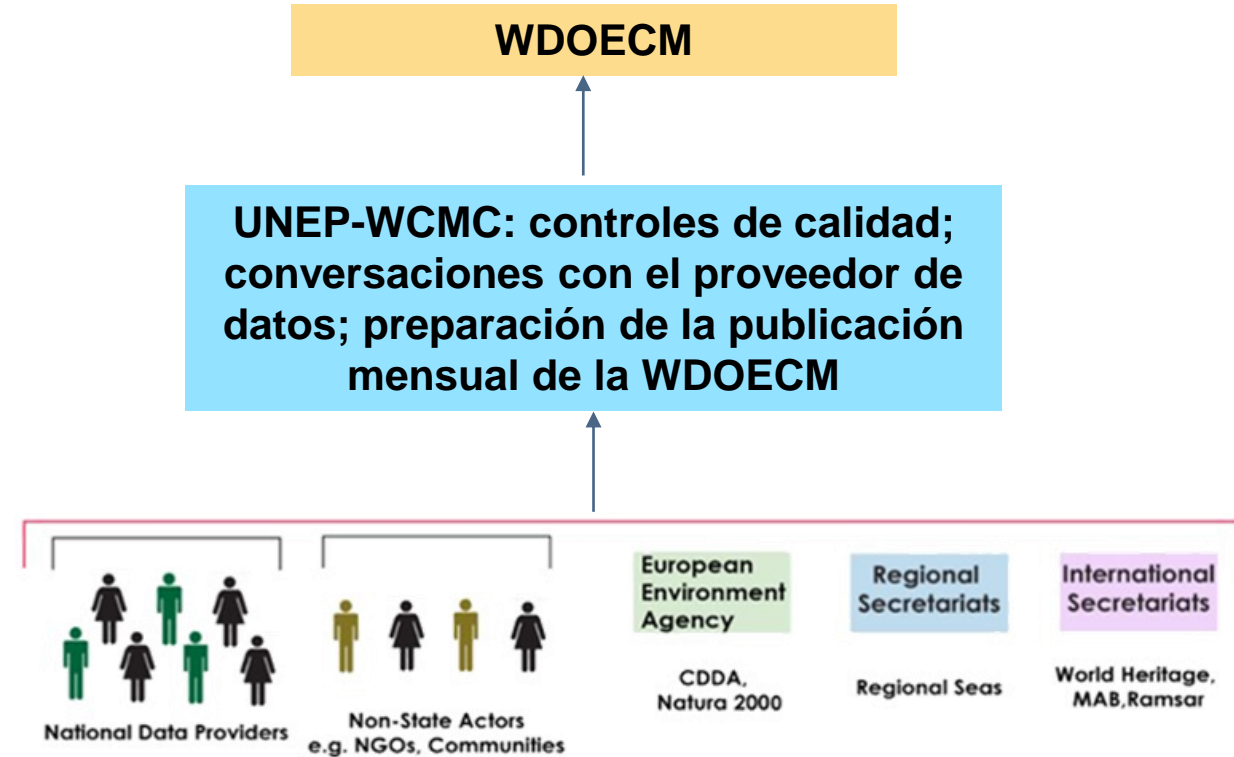 WDOECM
UNEP-WCMC: controles de calidad;
conversaciones con el proveedor de
datos; preparación de la publicación
mensual de la WDOECM
National Data Providers
Non-State Actors
e.g. NGOs, Communities
European
Environment
Agency
CDDA,
Natura 2000
Regional
Secretariats
Regional Seas
International
Secretariats
World Heritage,
MAB,Ramsar